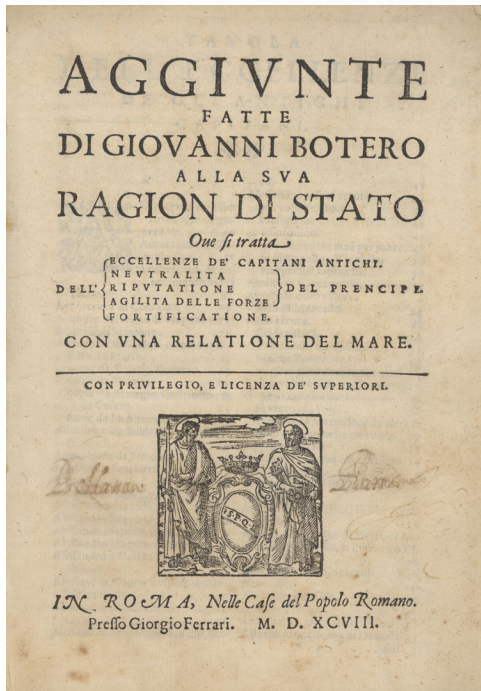 AGGIVNTE
FATTE
DI GIOVANNI BOTERO
ALLA SVA
RAGION DI STATO
Oue si tratta
ECCELLENZE DE' CAPITANI ANTICHI.
NEVTRALITA
DELL' RIPVTATIONE DEL PRENCIPE.
AGILITA DELLE FORZE
FORTIFICATIONE.
CON VNA RELATIONE DEL MARE.
CON PRIVILEGIO, E LICENZA DE' SVPERIORI.
S.P.Q.R
IN ROMA, Nelle Case del Popolo Romano.
Presso Giorgio Ferrari. M. D. XCVIII.